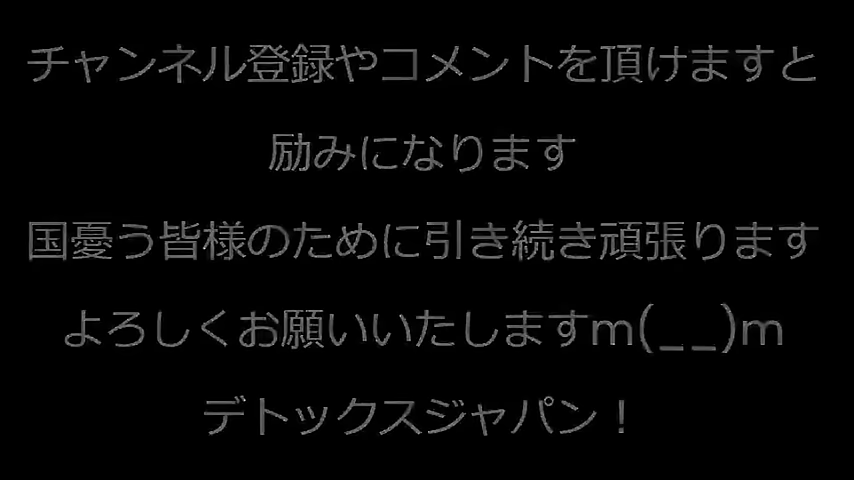 チャンネル登録やコメントを頂けますと
励みになります
国憂う皆様のために引き続き頑張ります
よろしくお願いいたしますm(__)m
デトックスジャパン！